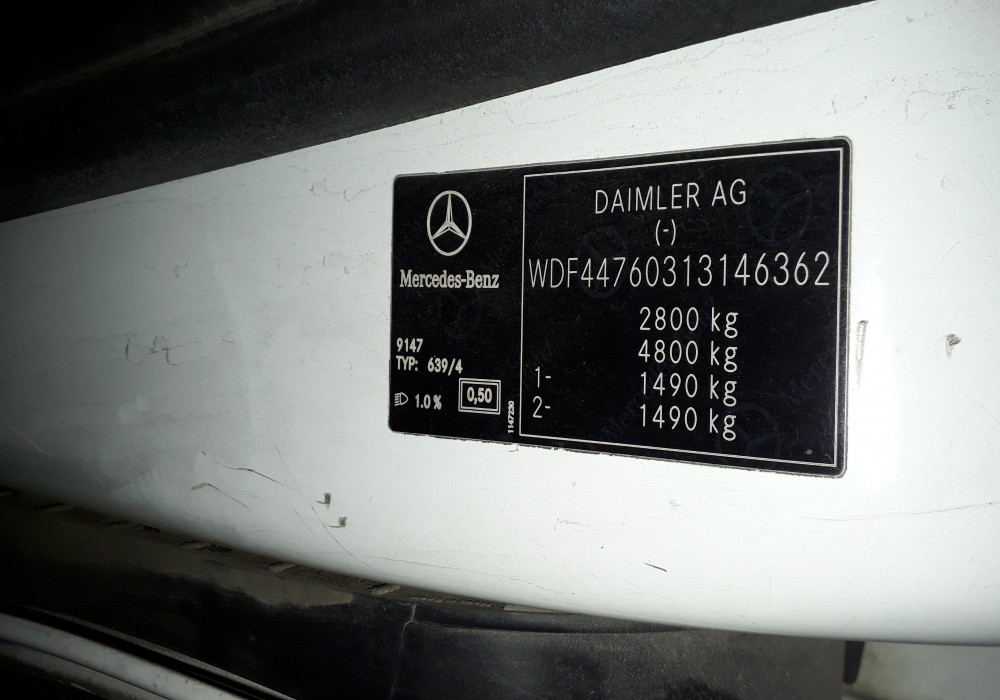 Mercedes-Benz
9147
TYP: 639/4
1.0 %
0,50
1147230
DAIMLER AG
(-)
WDF44760313146362
2800 kg
4800 kg
1- 1490 kg
2- 1490 kg